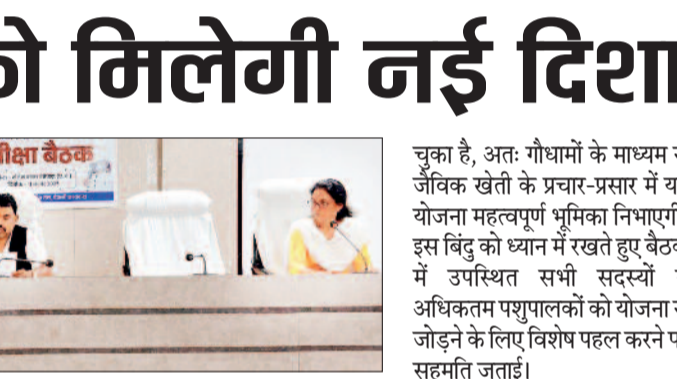 को मिलेगी नई दिशा
चुका है, अतः गौधामों के माध्यम
जैविक खेती के प्रचार-प्रसार में
योजना महत्वपूर्ण भूमिका निभाएगी
इस बिंदु को ध्यान में रखते हुए
में उपस्थित सभी सदस्यों
अधिकतम पशुपालकों को योजना
जोड़ने के लिए विशेष पहल करने
सहमति जताई।
बैठक